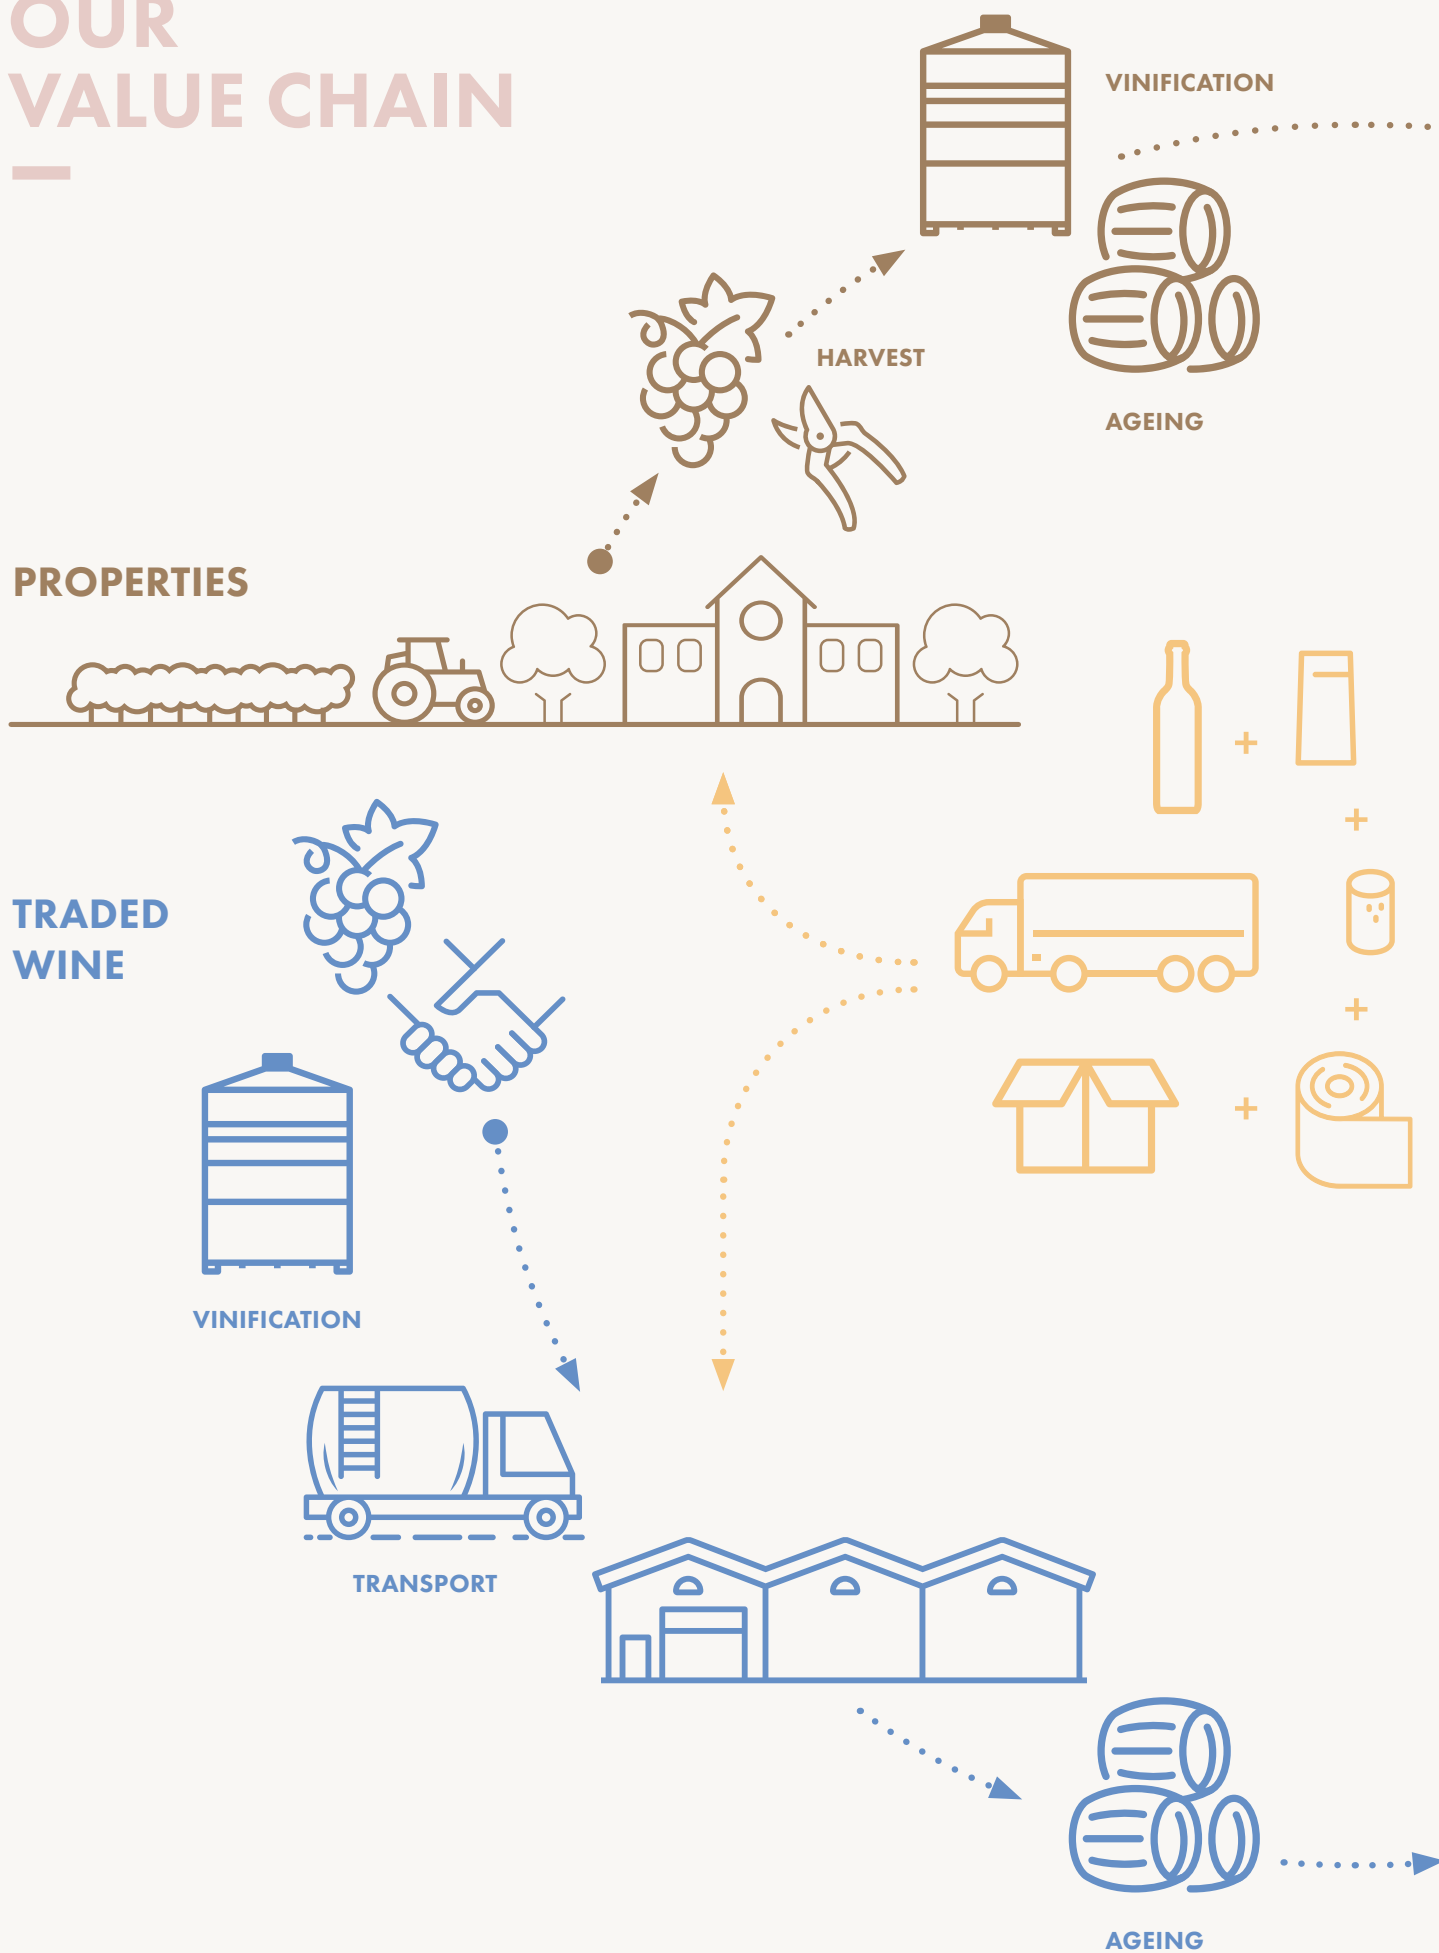 OUR
VALUE CHAIN
VINIFICATION
HARVEST
AGEING
PROPERTIES
TRADED
WINE
VINIFICATION
TRANSPORT
AGEING